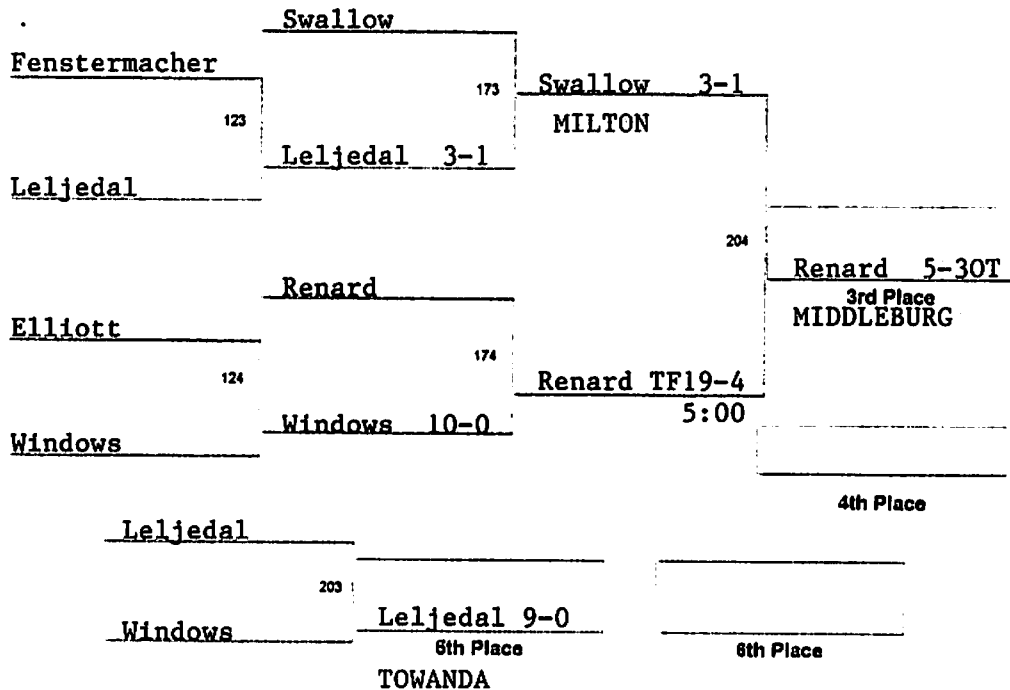 Swallow
Fenstermacher
173
Swallow 3-1
123
MILTON
Leljedal 3-1
Leljedal
204
Renard
Renard 5-3OT
3rd Place
MIDDLEBURG
Elliott
174
124
Renard TF19-4
5:00
Windows 10-0
Windows
4th Place
Leljedal
203
Leljedal 9-0
Windows
6th Place
6th Place
TOWANDA